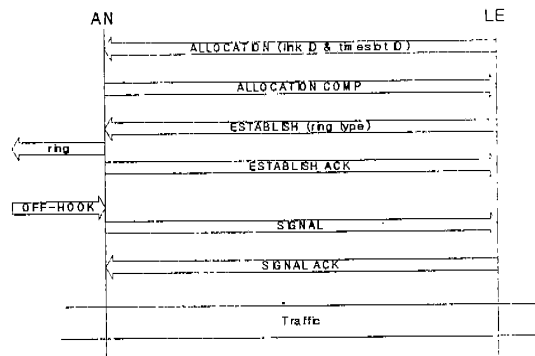 AN LE
ALLOCATION (link ID & timeslot ID)
ALLOCATION COMP
ESTABLISH (ring type)
ring
ESTABLISH ACK
OFF-HOOK
SIGNAL
SIGNAL ACK
Traffic